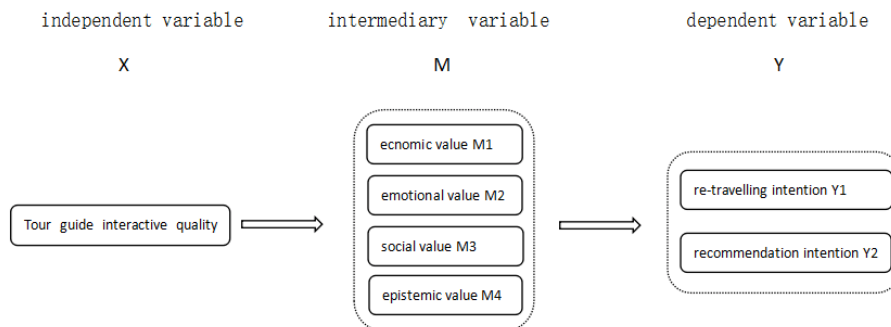 independent variable
intermediary variable
dependent variable
X
M
Y
ecnomic value M1
emotional value M2
social value M3
epistemic value M4
Tour guide interactive quality
re-travelling intention Y1
recommendation intention Y2